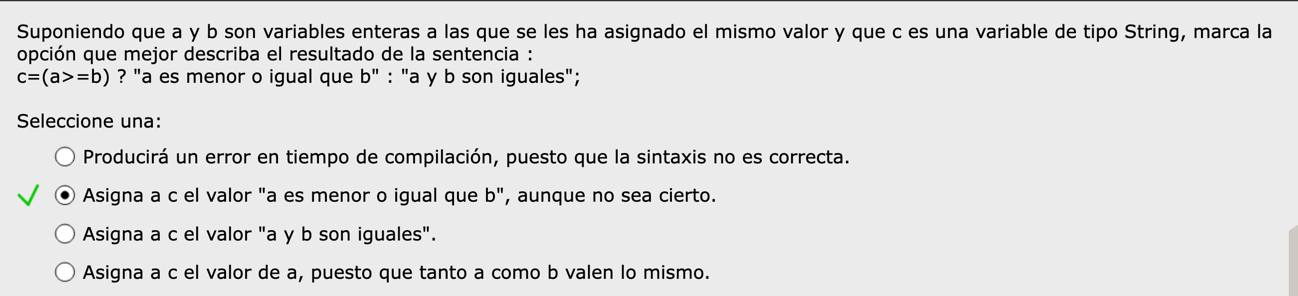 Suponiendo que a y b son variables enteras a las que se les ha asignado el mismo valor y que c es una variable de tipo String, marca la
opción que mejor describa el resultado de la sentencia :
c=(a>=b) ? "a es menor o igual que b" : "a y b son iguales";
Seleccione una:
Producirá un error en tiempo de compilación, puesto que la sintaxis no es correcta.
Asigna a c el valor "a es menor o igual que b", aunque no sea cierto.
Asigna a c el valor "a y b son iguales".
Asigna a c el valor de a, puesto que tanto a como b valen lo mismo.